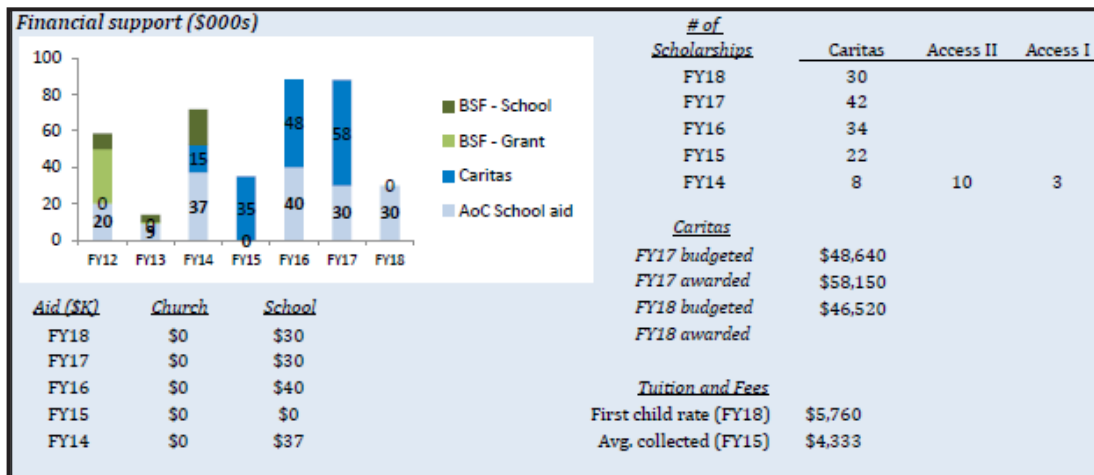 Financial support ($000s)
100
80
60
40
20
0
0
20
9
15
37
35
0
48
40
58
30
0
30
FY12 FY13 FY14 FY15 FY16 FY17 FY18
BSF - School
BSF - Grant
Caritas
AoC School aid
Aid ($K) Church School
FY18 $0 $30
FY17 $0 $30
FY16 $0 $40
FY15 $0 $0
FY14 $0 $37
# of
Scholarships Caritas Access II Access I
FY18 30
FY17 42
FY16 34
FY15 22
FY14 8 10 3
Caritas
FY17 budgeted $48,640
FY17 awarded $58,150
FY18 budgeted $46,520
FY18 awarded
Tuition and Fees
First child rate (FY18) $5,760
Avg. collected (FY15) $4,333